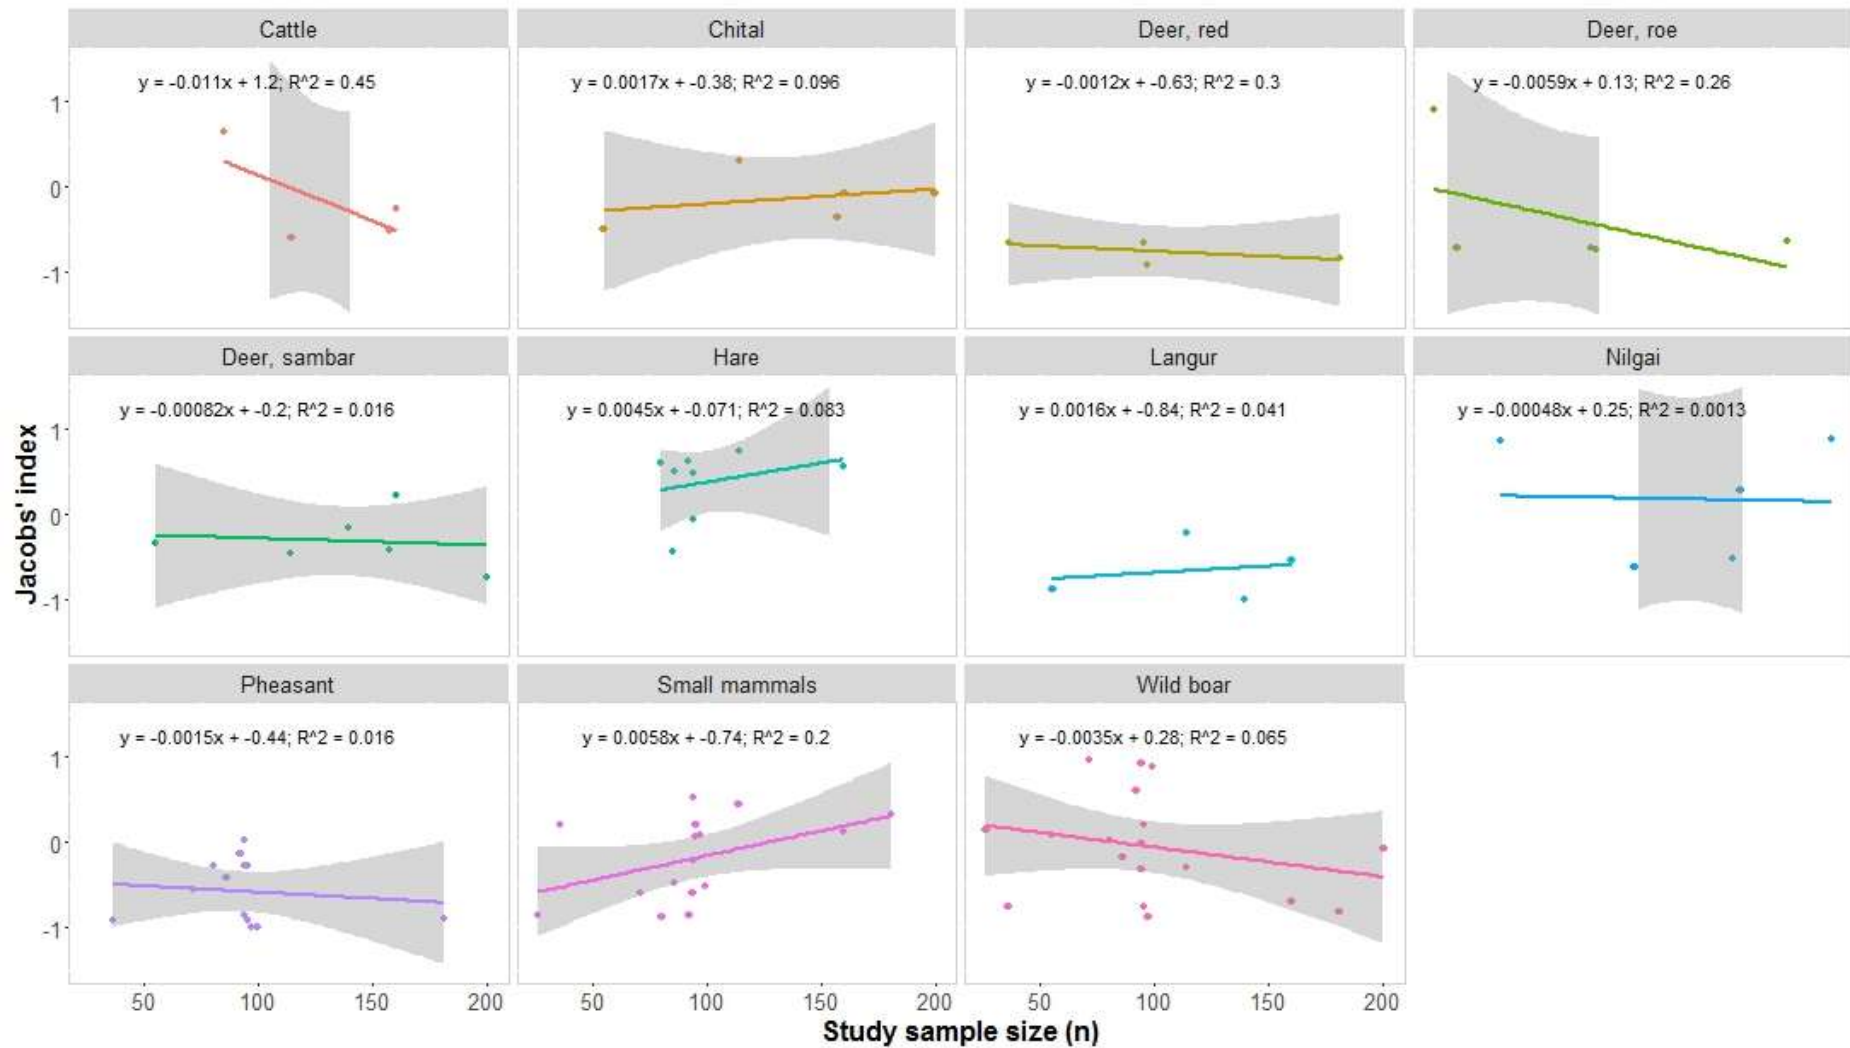 Cattle
Chital
Deer, red
Deer, roe
y = -0.011x + 1.2; R^2 = 0.45
y = 0.0017x + -0.38; R^2 = 0.096
y = -0.0012x + -0.63; R^2 = 0.3
y = -0.0059x + 0.13; R^2 = 0.26
1
0
-1
Deer, sambar
Hare
Langur
Nilgai
y = -0.00082x + -0.2; R^2 = 0.016
y = 0.0045x + -0.071; R^2 = 0.083
y = 0.0016x + -0.84; R^2 = 0.041
y = -0.00048x + 0.25; R^2 = 0.0013
1
0
-1
Jacobs' index
Pheasant
Small mammals
Wild boar
y = -0.0015x + -0.44; R^2 = 0.016
y = 0.0058x + -0.74; R^2 = 0.2
y = -0.0035x + 0.28; R^2 = 0.065
1
0
-1
50 100 150 200
50 100 150 200
50 100 150 200
Study sample size (n)